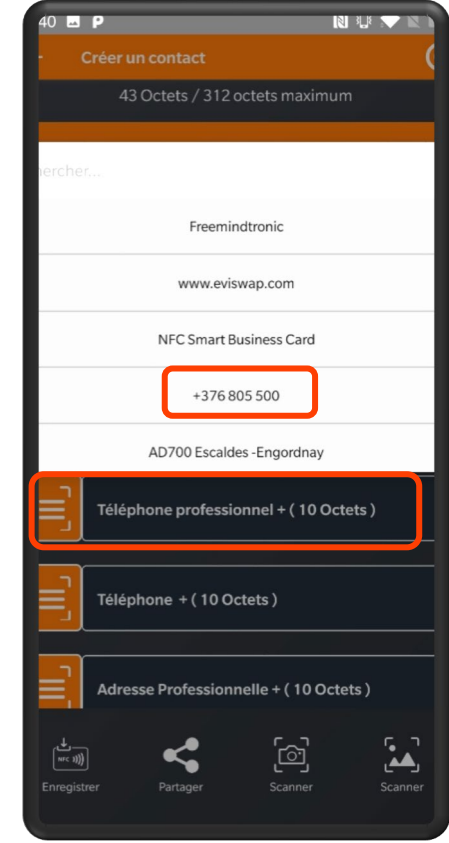 40 P
Créer un contact
43 Octets / 312 octets maximum
ercher...
Freemindtronic
www.eviswap.com
NFC Smart Business Card
+376 805 500
AD700 Escaldes -Engordnay
Téléphone professionnel + ( 10 Octets )
Téléphone + ( 10 Octets )
Adresse Professionnelle + ( 10 Octets )
NFC
Enregistrer
Partager
Scanner
Scanner